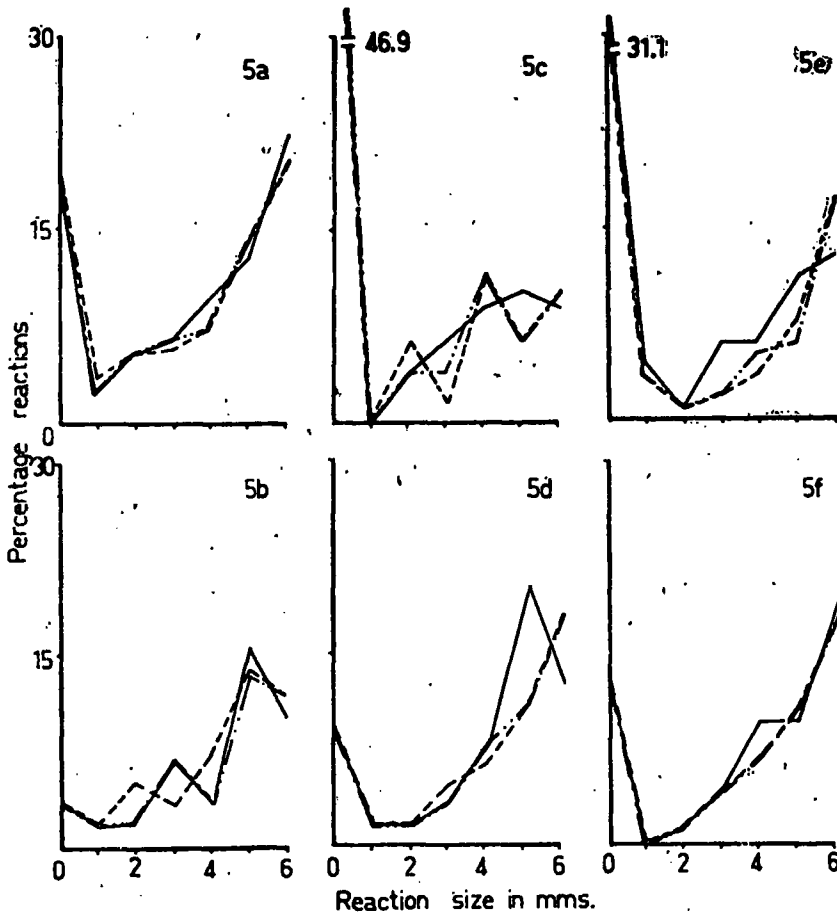 30
46.9
31.1
5a
5c
5e
15
0
Percentage reactions
30
5b
5d
5f
15
0 2 4 6
0 2 4 6
0 2 4 6
Reaction size in mms.